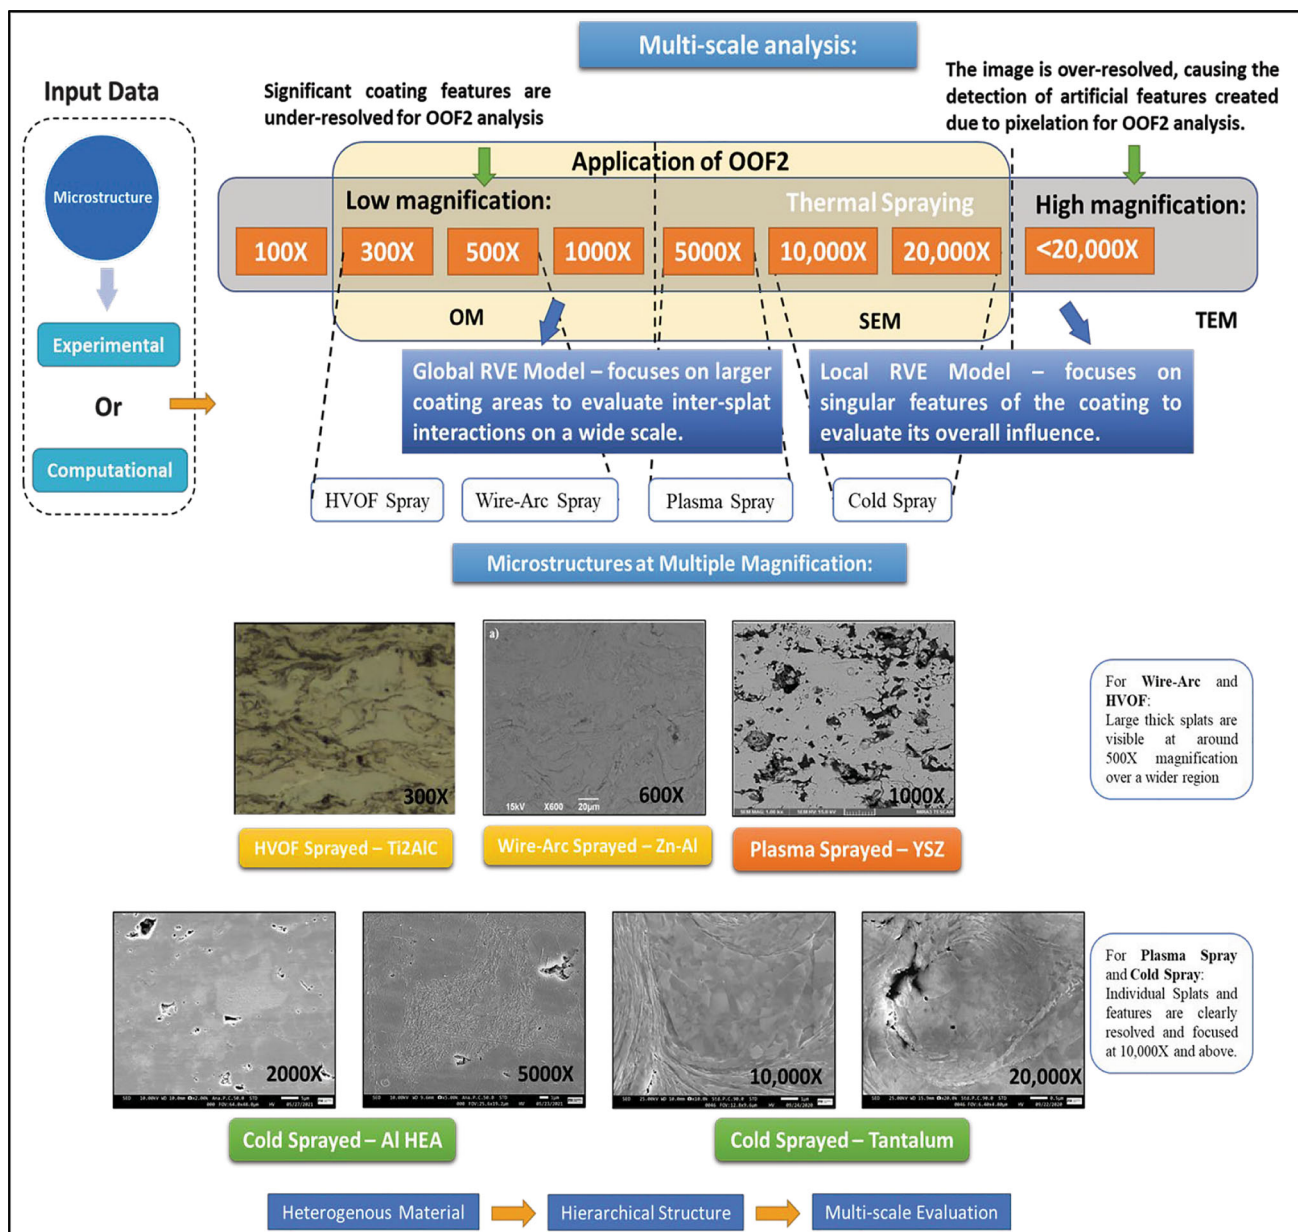 Multi-scale analysis:
Input Data
Microstructure
Experimental
Or
Computational
Significant coating features are
under-resolved for OOF2 analysis
The image is over-resolved, causing the
detection of artificial features created
due to pixelation for OOF2 analysis.
Application of OOF2
Low magnification:
Thermal Spraying
High magnification:
100X
300X
500X
1000X
5000X
10,000X
20,000X
<20,000X
OM
SEM
TEM
Global RVE Model – focuses on larger
coating areas to evaluate inter-splat
interactions on a wide scale.
Local RVE Model – focuses on
singular features of the coating to
evaluate its overall influence.
HVOF Spray
Wire-Arc Spray
Plasma Spray
Cold Spray
Microstructures at Multiple Magnification:
300X
a)
600X
15kV X600 20µm
1000X
HVOF Sprayed – Ti2AlC
Wire-Arc Sprayed – Zn-Al
Plasma Sprayed – YSZ
For Wire-Arc and
HVOF:
Large thick splats are
visible at around
500X magnification
over a wider region
2000X
5000X
10,000X
20,000X
Cold Sprayed – Al HEA
Cold Sprayed – Tantalum
For Plasma Spray
and Cold Spray:
Individual Splats and
features are clearly
resolved and focused
at 10,000X and above.
Heterogenous Material
Hierarchical Structure
Multi-scale Evaluation